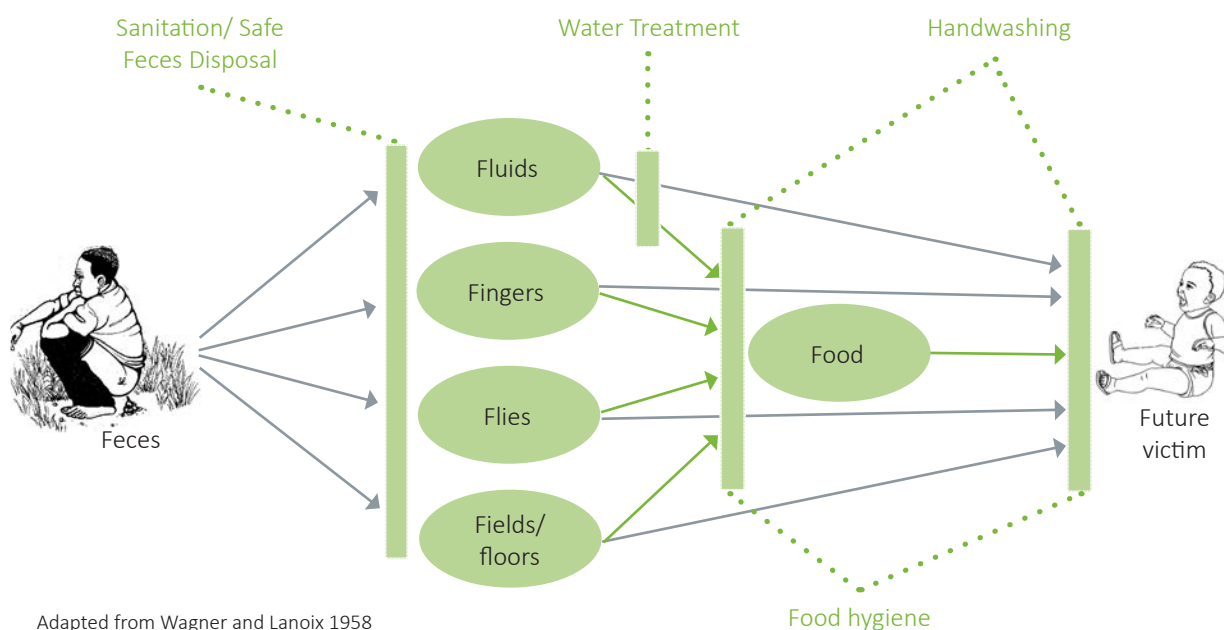 Sanitation/ Safe
Feces Disposal
Water Treatment
Handwashing
Fluids
Fingers
Flies
Fields/
floors
Food
Feces
Future
victim
Food hygiene
Adapted from Wagner and Lanoix 1958